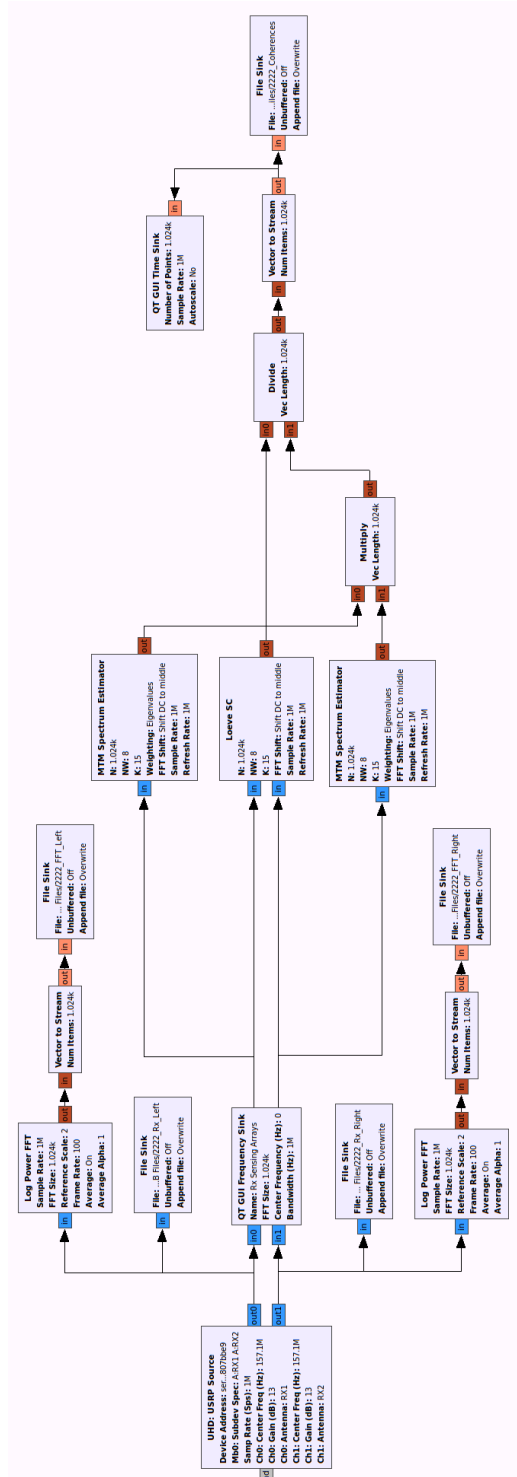 UHD: USRP Source
Device Address: ser...807bbe9
Mb0: Subdev Spec: A:RX1 A:RX2
Samp Rate (Sps): 1M
Ch0: Center Freq (Hz): 157.1M
Ch0: Gain (dB): 13
Ch0: Antenna: RX1
Ch1: Center Freq (Hz): 157.1M
Ch1: Gain (dB): 13
Ch1: Antenna: RX2
out0
out1
in
Log Power FFT
Sample Rate: 1M
FFT Size: 1.024k
Reference Scale: 2
Frame Rate: 100
Average: On
Average Alpha: 1
out
in
Vector to Stream
Num Items: 1.024k
out
in
File Sink
File: ... Files/2222_FFT_Left
Unbuffered: Off
Append file: Overwrite
in
File Sink
File: ...B Files/2222_Rx_Left
Unbuffered: Off
Append file: Overwrite
in0
in1
QT GUI Frequency Sink
Name: Rx Sensing Arrays
FFT Size: 1.024k
Center Frequency (Hz): 0
Bandwidth (Hz): 1M
in
File Sink
File: ... Files/2222_Rx_Right
Unbuffered: Off
Append file: Overwrite
in
Log Power FFT
Sample Rate: 1M
FFT Size: 1.024k
Reference Scale: 2
Frame Rate: 100
Average: On
Average Alpha: 1
out
in
Vector to Stream
Num Items: 1.024k
out
in
File Sink
File: ...Files/2222_FFT_Right
Unbuffered: Off
Append file: Overwrite
in
MTM Spectrum Estimator
N: 1.024k
NW: 8
K: 15
Weighting: Eigenvalues
FFT Shift: Shift DC to middle
Sample Rate: 1M
Refresh Rate: 1M
out
in
in
Loeve SC
N: 1.024k
NW: 8
K: 15
FFT Shift: Shift DC to middle
Sample Rate: 1M
Refresh Rate: 1M
out
in
MTM Spectrum Estimator
N: 1.024k
NW: 8
K: 15
Weighting: Eigenvalues
FFT Shift: Shift DC to middle
Sample Rate: 1M
Refresh Rate: 1M
out
in0
in1
Multiply
Vec Length: 1.024k
out
in0
in1
Divide
Vec Length: 1.024k
out
in
Vector to Stream
Num Items: 1.024k
out
in
QT GUI Time Sink
Number of Points: 1.024k
Sample Rate: 1M
Autoscale: No
in
File Sink
File: ...iles/2222_Coherences
Unbuffered: Off
Append file: Overwrite